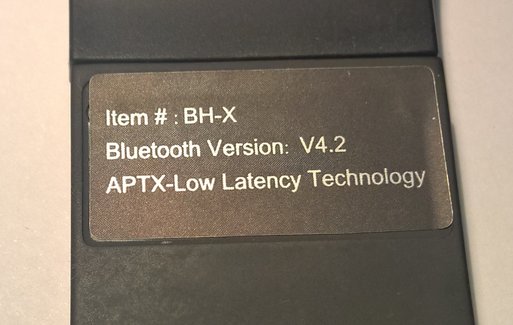 Item # : BH-X
Bluetooth Version: V4.2
APTX-Low Latency Technology